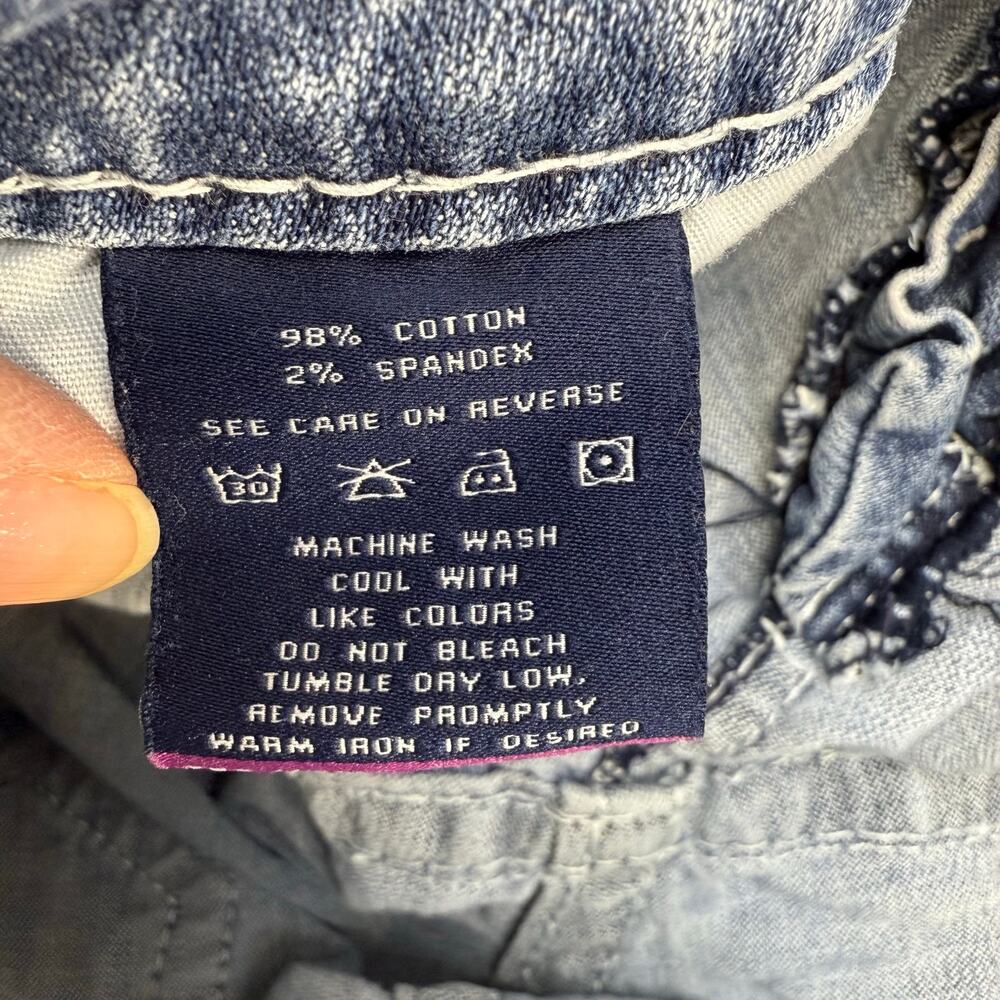 98% COTTON
2% SPANDEX
SEE CARE ON REVERSE
30
MACHINE WASH
COOL WITH
LIKE COLORS
DO NOT BLEACH
TUMBLE DRY LOW,
REMOVE PROMPTLY
WARM IRON IF DESIRED